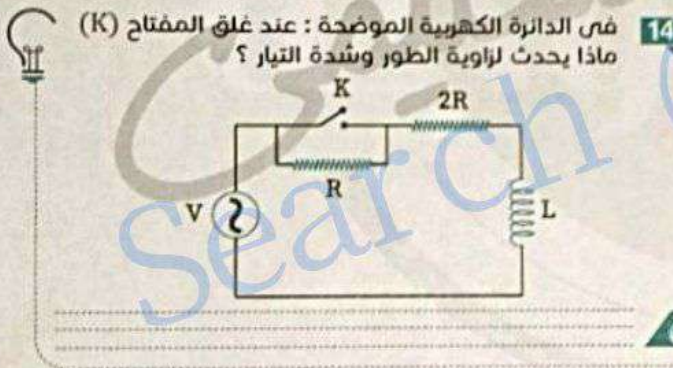 14 في الدائرة الكهربية الموضحة : عند غلق المفتاح (K)
ماذا يحدث لزاوية الطور وشدة التيار ؟
K
2R
R
V
L
Search